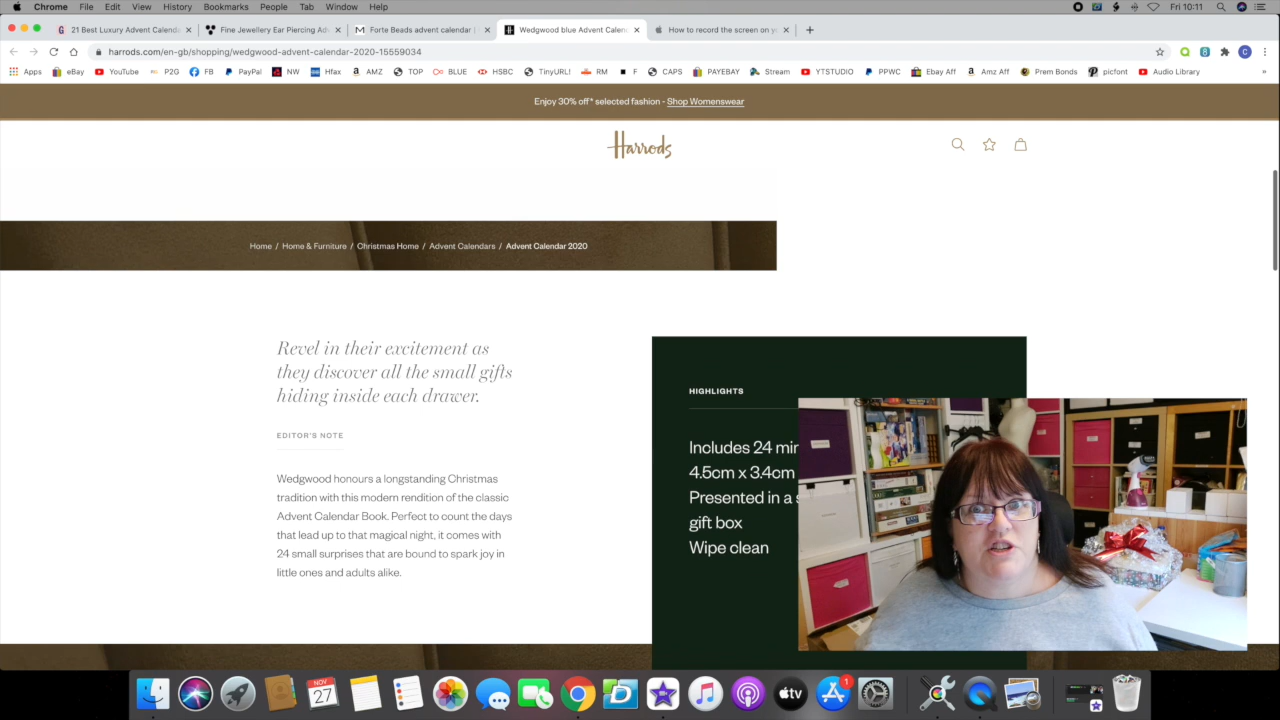 Chrome File Edit View History Bookmarks People Tab Window Help Fri 10:11
21 Best Luxury Advent Calenda Fine Jewellery Ear Piercing Adv Forte Beads advent calendar | Wedgwood blue Advent Calen How to record the screen on yo
harrods.com/en-gb/shopping/wedgwood-advent-calendar-2020-15559034
Apps eBay YouTube P2G FB PayPal NW Hfax AMZ TOP BLUE HSBC TinyURL! RM F CAPS PAYEBAY Stream YTSTUDIO PPWC Ebay Aff Amz Aff Prem Bonds picfont Audio Library »
Enjoy 30% off* selected fashion - Shop Womenswear
Harrods
Home / Home & Furniture / Christmas Home / Advent Calendars / Advent Calendar 2020
Revel in their excitement as
they discover all the small gifts
hiding inside each drawer.
EDITOR'S NOTE
Wedgwood honours a longstanding Christmas
tradition with this modern rendition of the classic
Advent Calendar Book. Perfect to count the days
that lead up to that magical night, it comes with
24 small surprises that are bound to spark joy in
little ones and adults alike.
HIGHLIGHTS
Includes 24 min
4.5cm x 3.4cm
Presented in a s
gift box
Wipe clean
NOV
27
tv
1